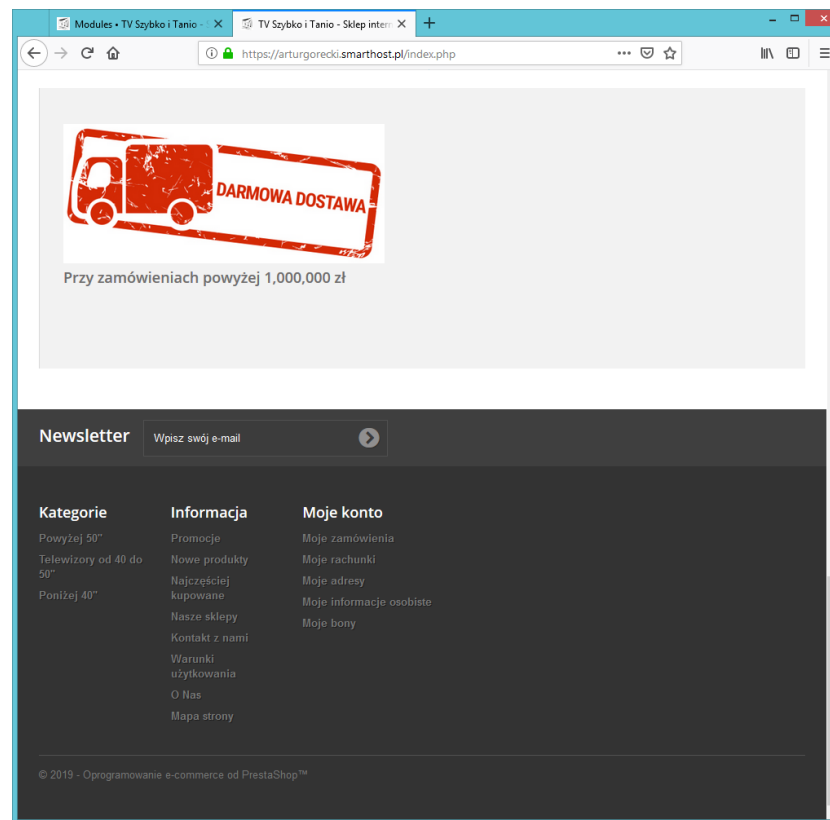 Modules • TV Szybko i Tanio -
TV Szybko i Tanio - Sklep intern
https://arturgorecki.smarthost.pl/index.php
DARMOWA DOSTAWA
Przy zamówieniach powyżej 1,000,000 zł
Newsletter
Wpisz swój e-mail
Kategorie
Powyżej 50"
Telewizory od 40 do
50"
Poniżej 40"
Informacja
Promocje
Nowe produkty
Najczęściej
kupowane
Nasze sklepy
Kontakt z nami
Warunki
użytkowania
O Nas
Mapa strony
Moje konto
Moje zamówienia
Moje rachunki
Moje adresy
Moje informacje osobiste
Moje bony
© 2019 - Oprogramowanie e-commerce od PrestaShop™